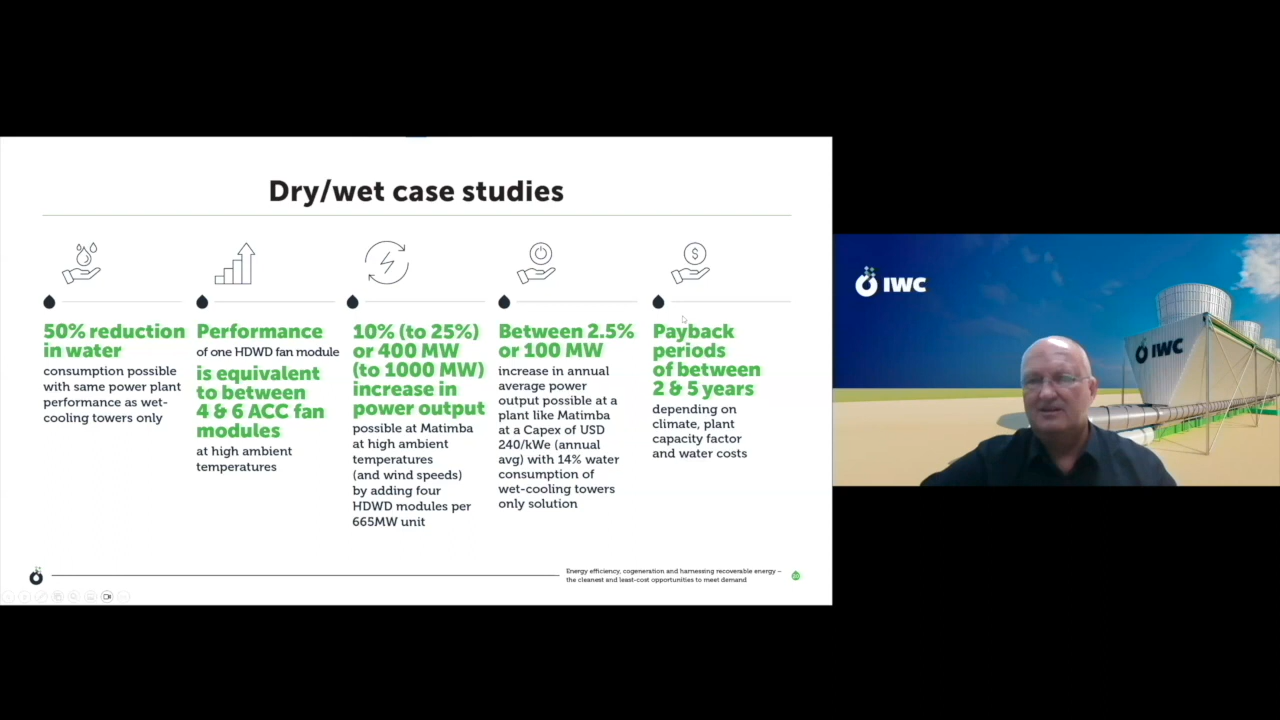 Dry/wet case studies
50% reduction
in water
consumption possible
with same power plant
performance as wet-
cooling towers only
Performance
of one HDWD fan module
is equivalent
to between
4 & 6 ACC fan
modules
at high ambient
temperatures
10% (to 25%)
or 400 MW
(to 1000 MW)
increase in
power output
possible at Matimba
at high ambient
temperatures
(and wind speeds)
by adding four
HDWD modules per
665MW unit
Between 2.5%
or 100 MW
increase in annual
average power
output possible at a
plant like Matimba
at a Capex of USD
240/kWe (annual
avg) with 14% water
consumption of
wet-cooling towers
only solution
Payback
periods
of between
2 & 5 years
depending on
climate, plant
capacity factor
and water costs
Energy efficiency, cogeneration and harnessing recoverable energy –
the cleanest and least-cost opportunities to meet demand
IWC
IWC